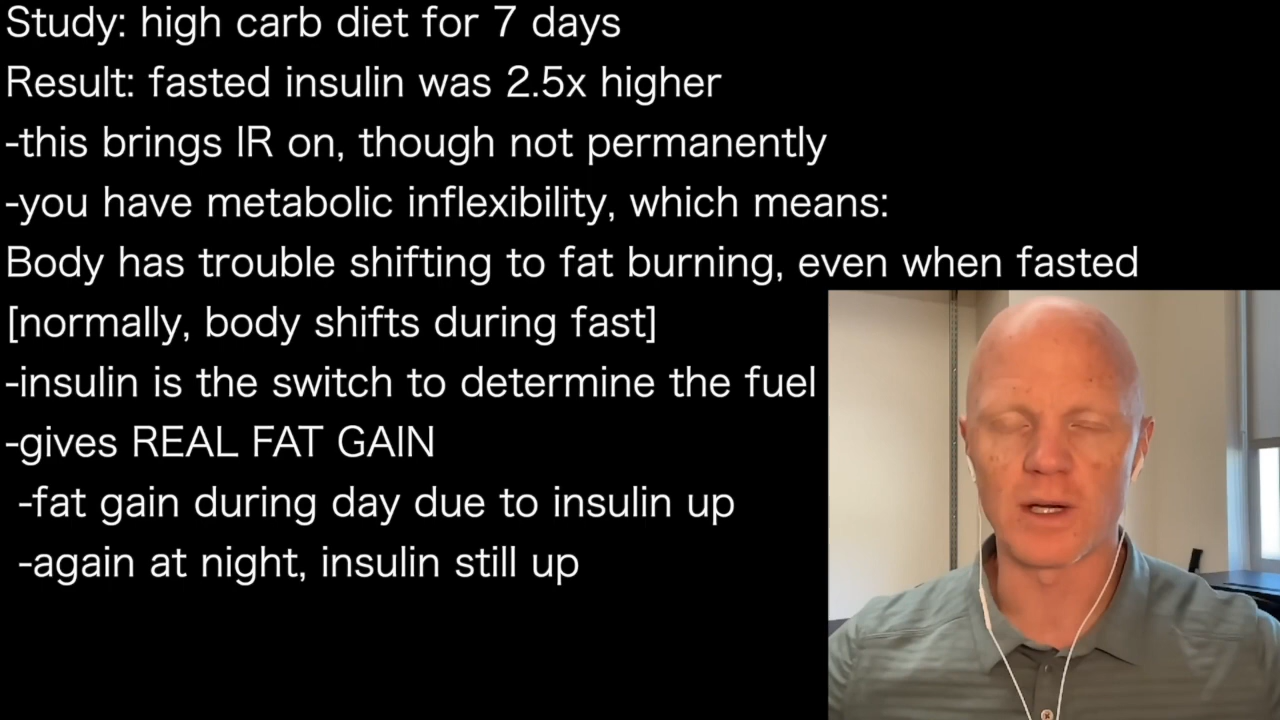 Study: high carb diet for 7 days
Result: fasted insulin was 2.5x higher
-this brings IR on, though not permanently
-you have metabolic inflexibility, which means:
Body has trouble shifting to fat burning, even when fasted
[normally, body shifts during fast]
-insulin is the switch to determine the fuel
-gives REAL FAT GAIN
-fat gain during day due to insulin up
-again at night, insulin still up